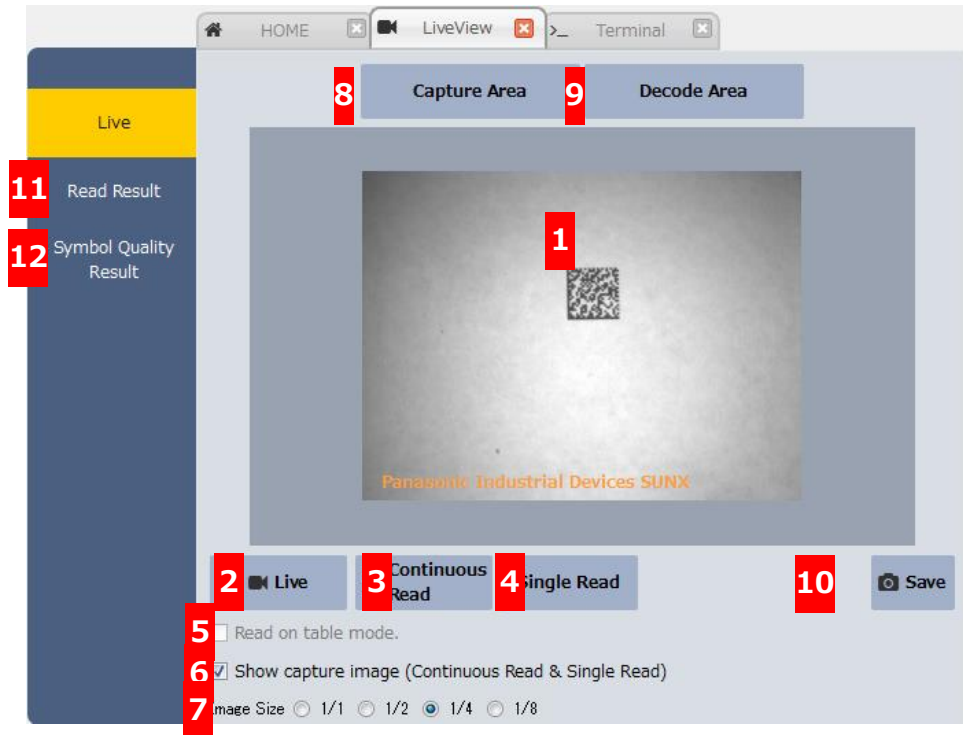 HOME LiveView >_ Terminal
8 Capture Area 9 Decode Area
Live
11 Read Result
12 Symbol Quality
Result
1
Panasonic Industrial Devices SUNX
2 Live 3 Continuous
Read 4 Single Read 10 Save
5 Read on table mode.
6 Show capture image (Continuous Read & Single Read)
7 Image Size 1/1 1/2 1/4 1/8